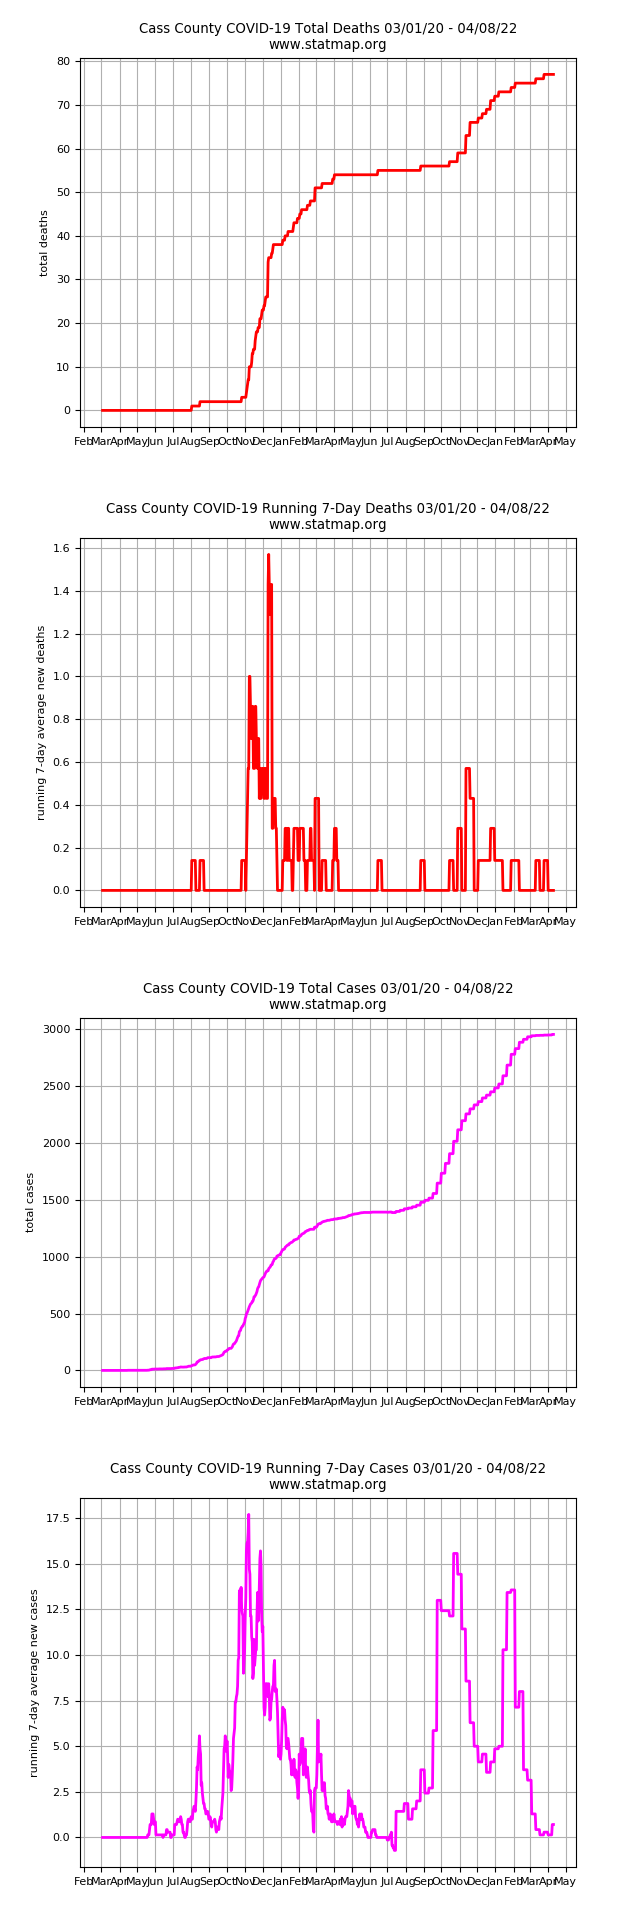 Cass County COVID-19 Total Deaths 03/01/20 - 04/08/22
www.statmap.org
80
70
60
50
40
30
20
10
0
total deaths
Feb Mar Apr May Jun Jul Aug Sep Oct Nov Dec Jan Feb Mar Apr May Jun Jul Aug Sep Oct Nov Dec Jan Feb Mar Apr May
Cass County COVID-19 Running 7-Day Deaths 03/01/20 - 04/08/22
www.statmap.org
1.6
1.4
1.2
1.0
0.8
0.6
0.4
0.2
0.0
running 7-day average new deaths
Feb Mar Apr May Jun Jul Aug Sep Oct Nov Dec Jan Feb Mar Apr May Jun Jul Aug Sep Oct Nov Dec Jan Feb Mar Apr May
Cass County COVID-19 Total Cases 03/01/20 - 04/08/22
www.statmap.org
3000
2500
2000
1500
1000
500
0
total cases
Feb Mar Apr May Jun Jul Aug Sep Oct Nov Dec Jan Feb Mar Apr May Jun Jul Aug Sep Oct Nov Dec Jan Feb Mar Apr May
Cass County COVID-19 Running 7-Day Cases 03/01/20 - 04/08/22
www.statmap.org
17.5
15.0
12.5
10.0
7.5
5.0
2.5
0.0
running 7-day average new cases
Feb Mar Apr May Jun Jul Aug Sep Oct Nov Dec Jan Feb Mar Apr May Jun Jul Aug Sep Oct Nov Dec Jan Feb Mar Apr May